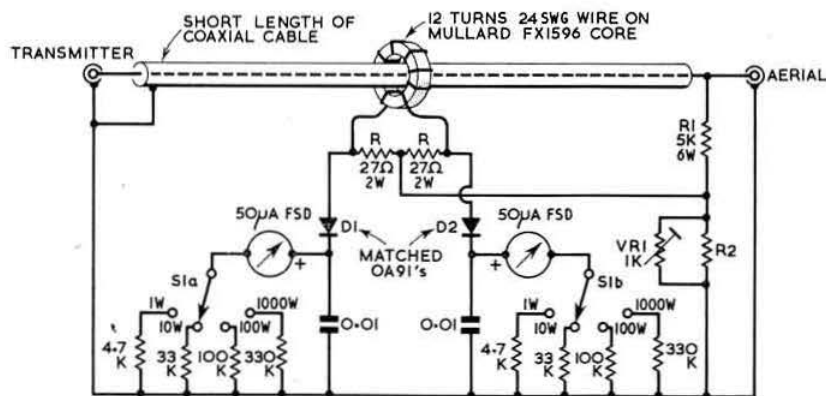 SHORT LENGTH OF
COAXIAL CABLE
12 TURNS 24SWG WIRE ON
MULLARD FX1596 CORE
TRANSMITTER
AERIAL
R1
5K
6W
R
27Ω
2W
R
27Ω
2W
50μA FSD
D1
MATCHED
OA91's
D2
50μA FSD
VR1
1K
R2
+
+
S1a
S1b
1W
10W
100W
1000W
0.01
0.01
1W
10W
100W
1000W
4.7
K
33
K
100
K
330
K
4.7
K
33
K
100
K
330
K